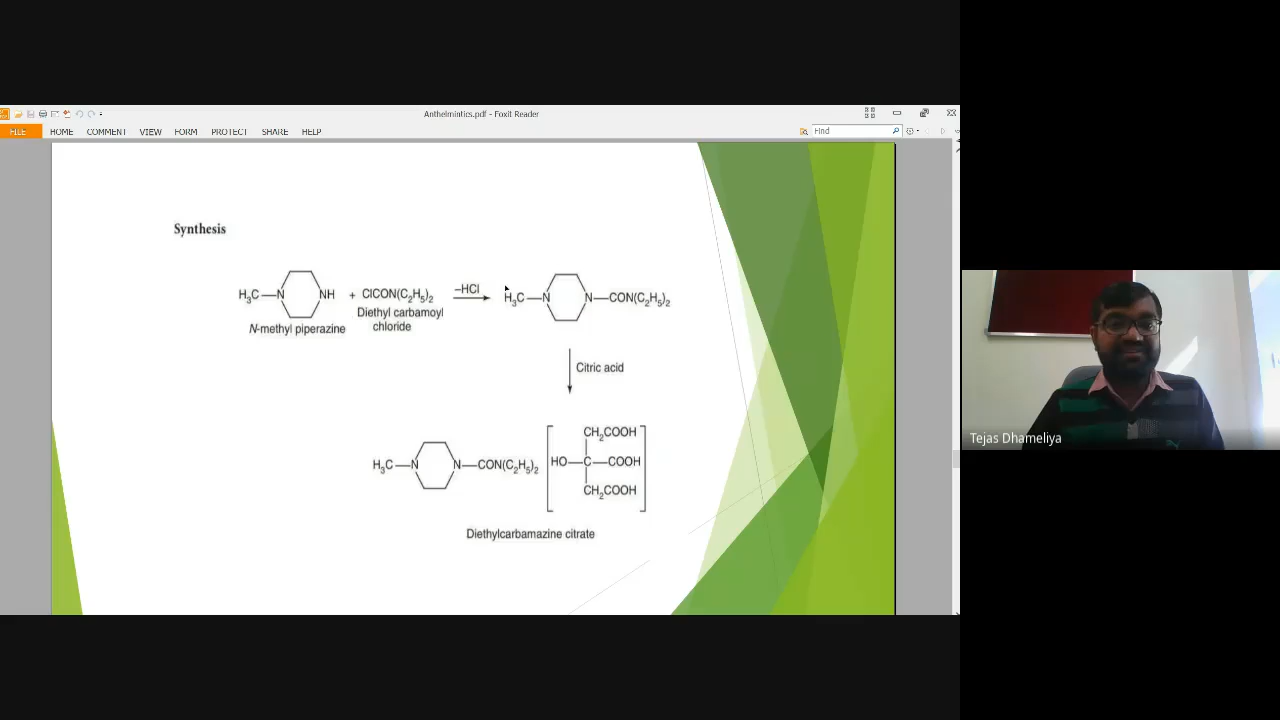 Anthelmintics.pdf - Foxit Reader
FILE HOME COMMENT VIEW FORM PROTECT SHARE HELP
Find
Synthesis
H3C—N NH + ClCON(C2H5)2 –HCl H3C—N N—CON(C2H5)2
N-methyl piperazine
Diethyl carbamoyl
chloride
Citric acid
H3C—N N—CON(C2H5)2
CH2COOH
HO—C—COOH
CH2COOH
Diethylcarbamazine citrate
Tejas Dhameliya